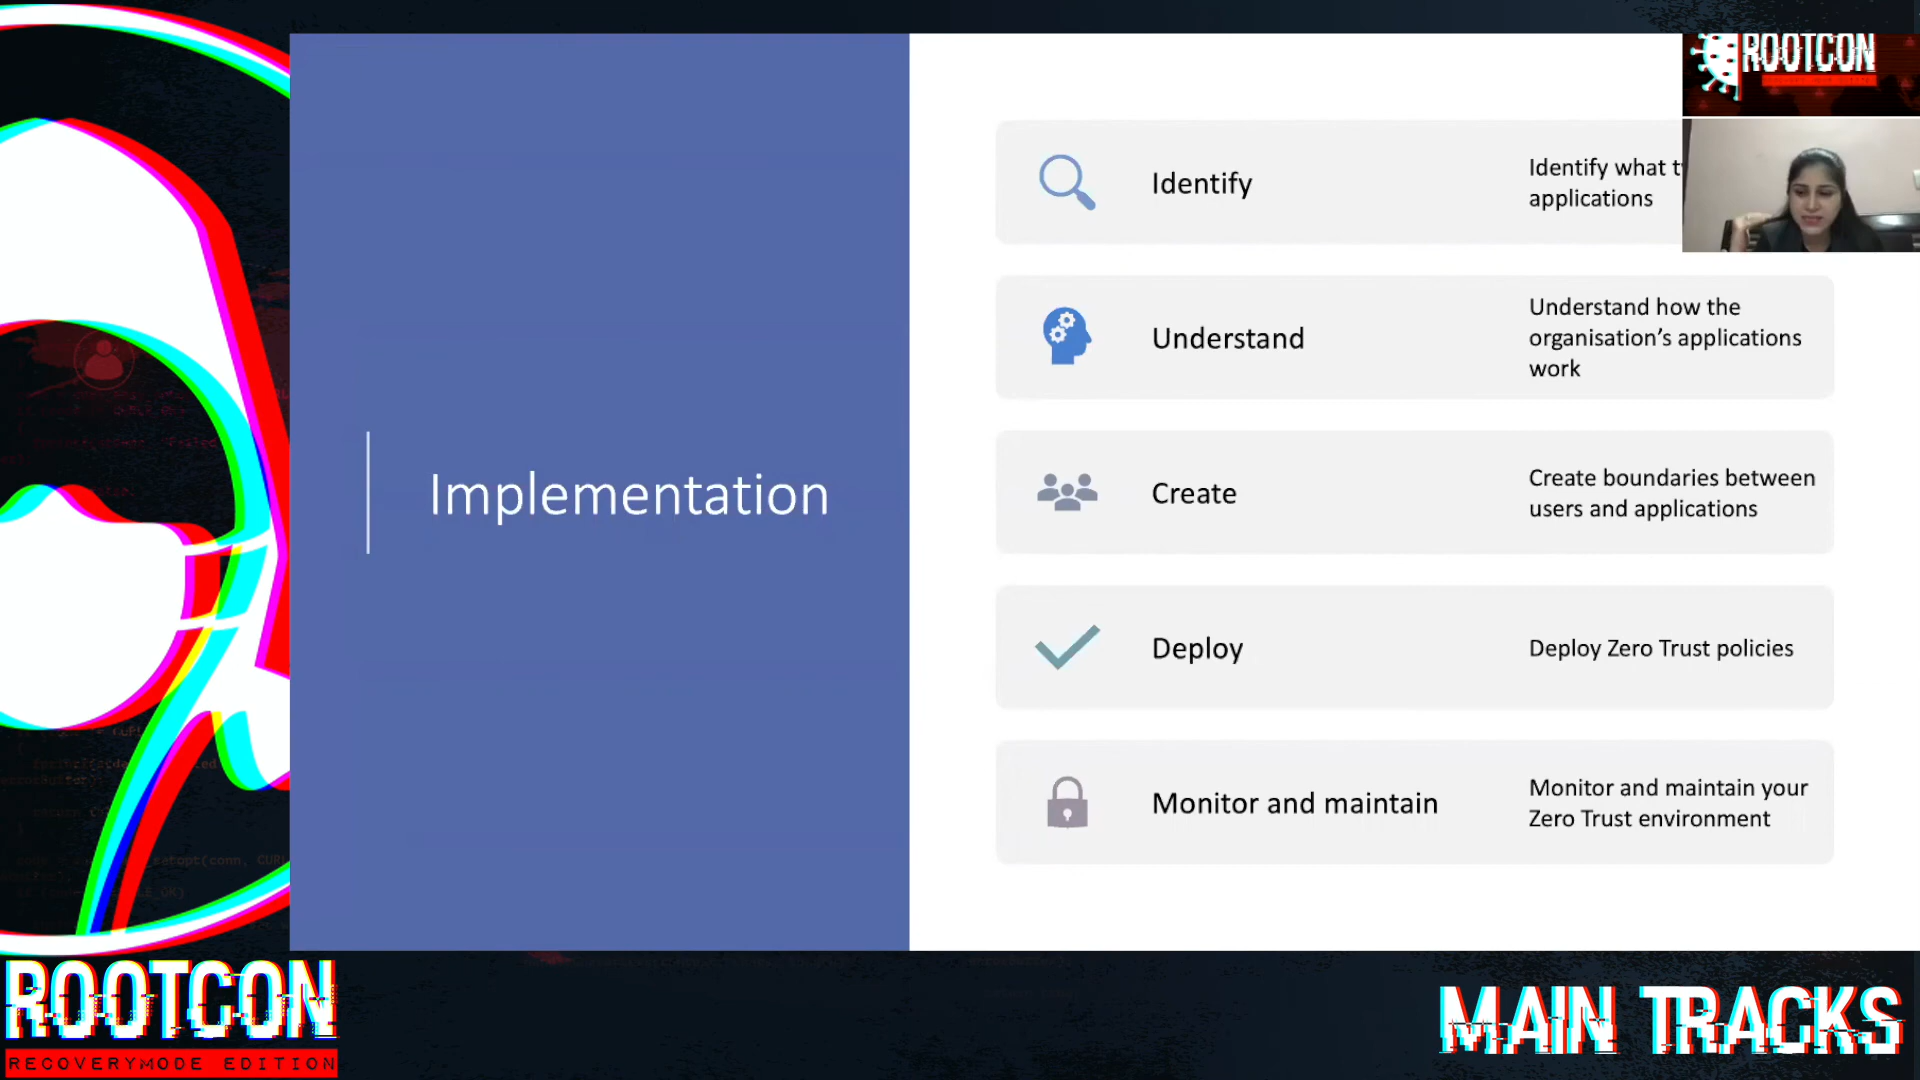 ROOTCON
Identify
Identify what
applications
Understand
Understand how the
organisation's applications
work
Implementation
Create
Create boundaries between
users and applications
Deploy
Deploy Zero Trust policies
Monitor and maintain
Monitor and maintain your
Zero Trust environment
ROOTCON
RECOVERYMODE EDITION
MAIN TRACKS